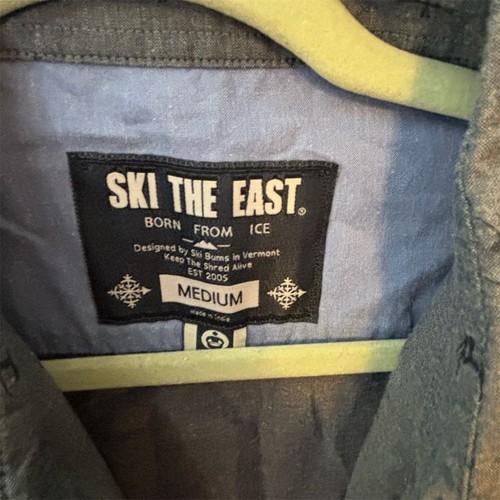 SKI THE EAST®
BORN FROM ICE
Designed by Ski Bums in Vermont
Keep The Shred Alive
EST 2005
MEDIUM
Made in India